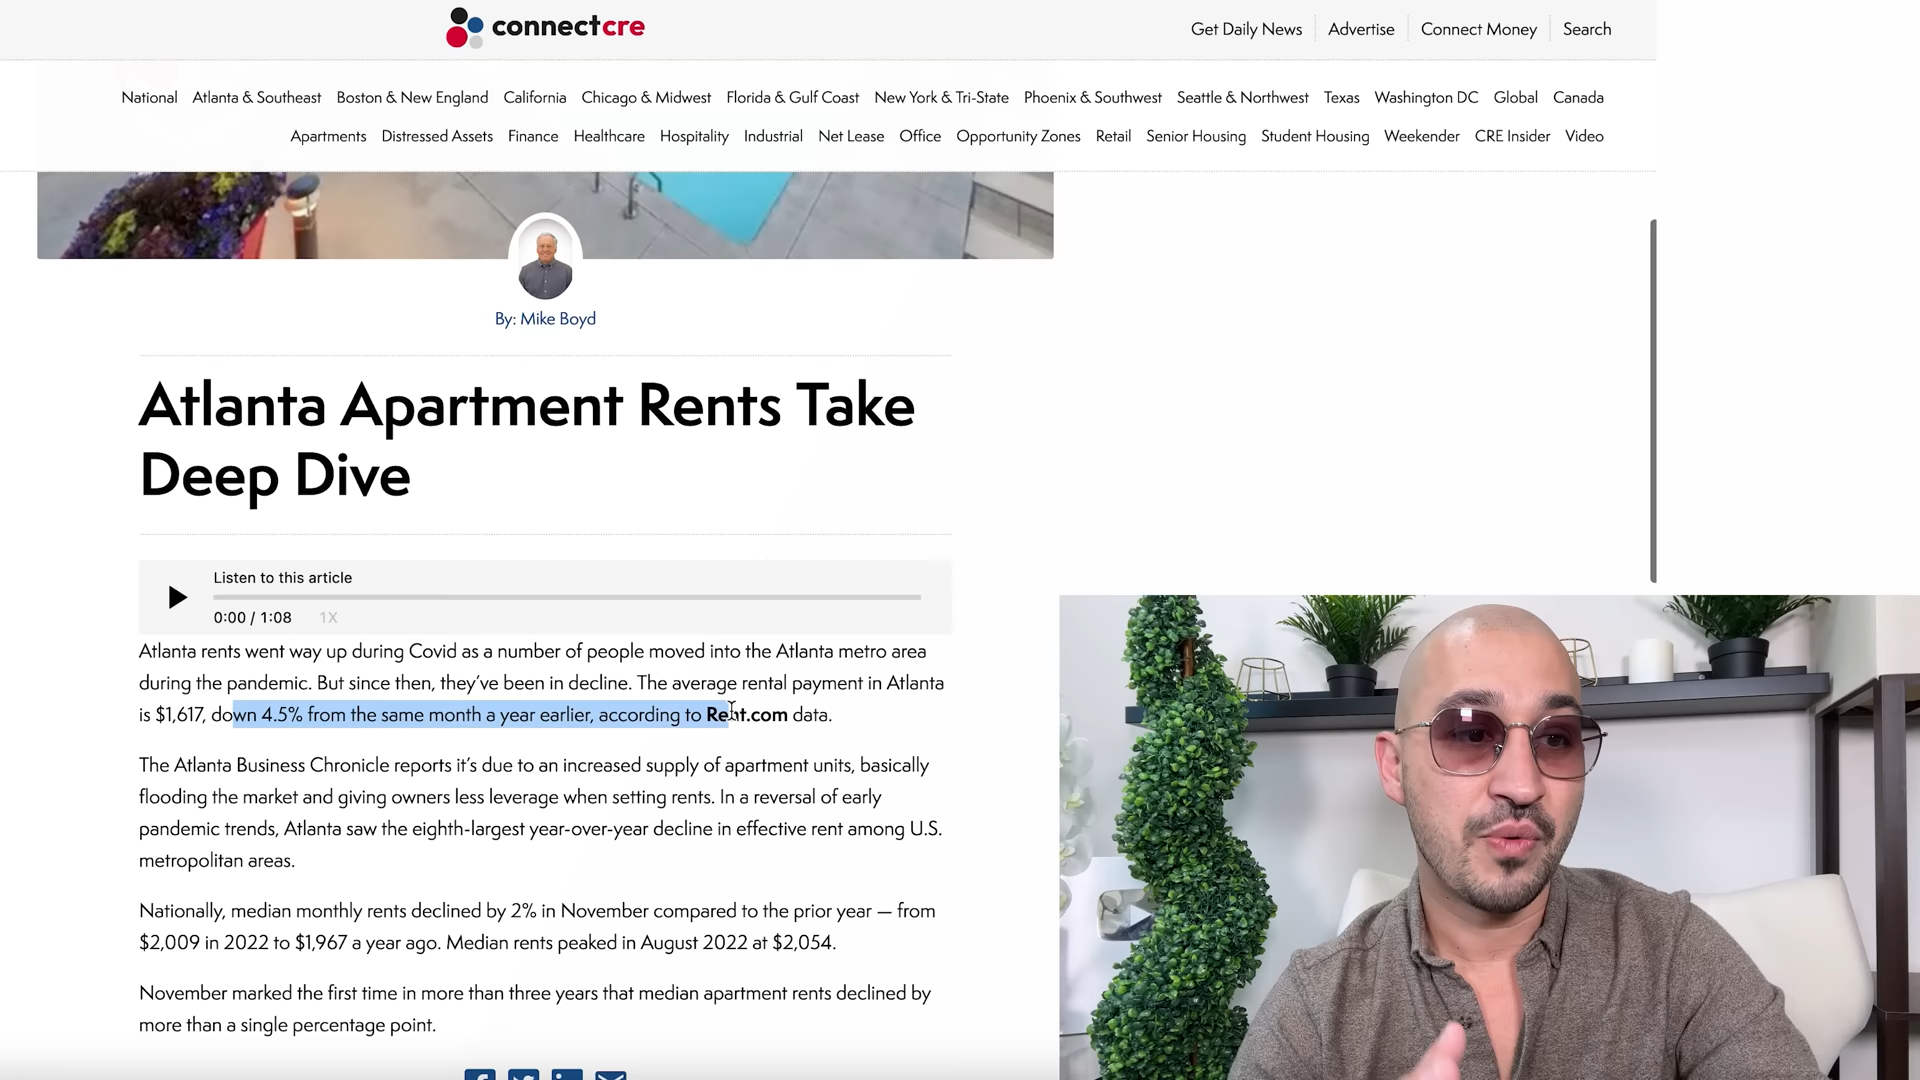 connectcre
Get Daily News
Advertise
Connect Money
Search
National
Atlanta & Southeast
Boston & New England
California
Chicago & Midwest
Florida & Gulf Coast
New York & Tri-State
Phoenix & Southwest
Seattle & Northwest
Texas
Washington DC
Global
Canada
Apartments
Distressed Assets
Finance
Healthcare
Hospitality
Industrial
Net Lease
Office
Opportunity Zones
Retail
Senior Housing
Student Housing
Weekender
CRE Insider
Video
By: Mike Boyd
Atlanta Apartment Rents Take
Deep Dive
Listen to this article
0:00 / 1:08
1X
Atlanta rents went way up during Covid as a number of people moved into the Atlanta metro area
during the pandemic. But since then, they’ve been in decline. The average rental payment in Atlanta
is $1,617, down 4.5% from the same month a year earlier, according to Rent.com data.
The Atlanta Business Chronicle reports it’s due to an increased supply of apartment units, basically
flooding the market and giving owners less leverage when setting rents. In a reversal of early
pandemic trends, Atlanta saw the eighth-largest year-over-year decline in effective rent among U.S.
metropolitan areas.
Nationally, median monthly rents declined by 2% in November compared to the prior year — from
$2,009 in 2022 to $1,967 a year ago. Median rents peaked in August 2022 at $2,054.
November marked the first time in more than three years that median apartment rents declined by
more than a single percentage point.